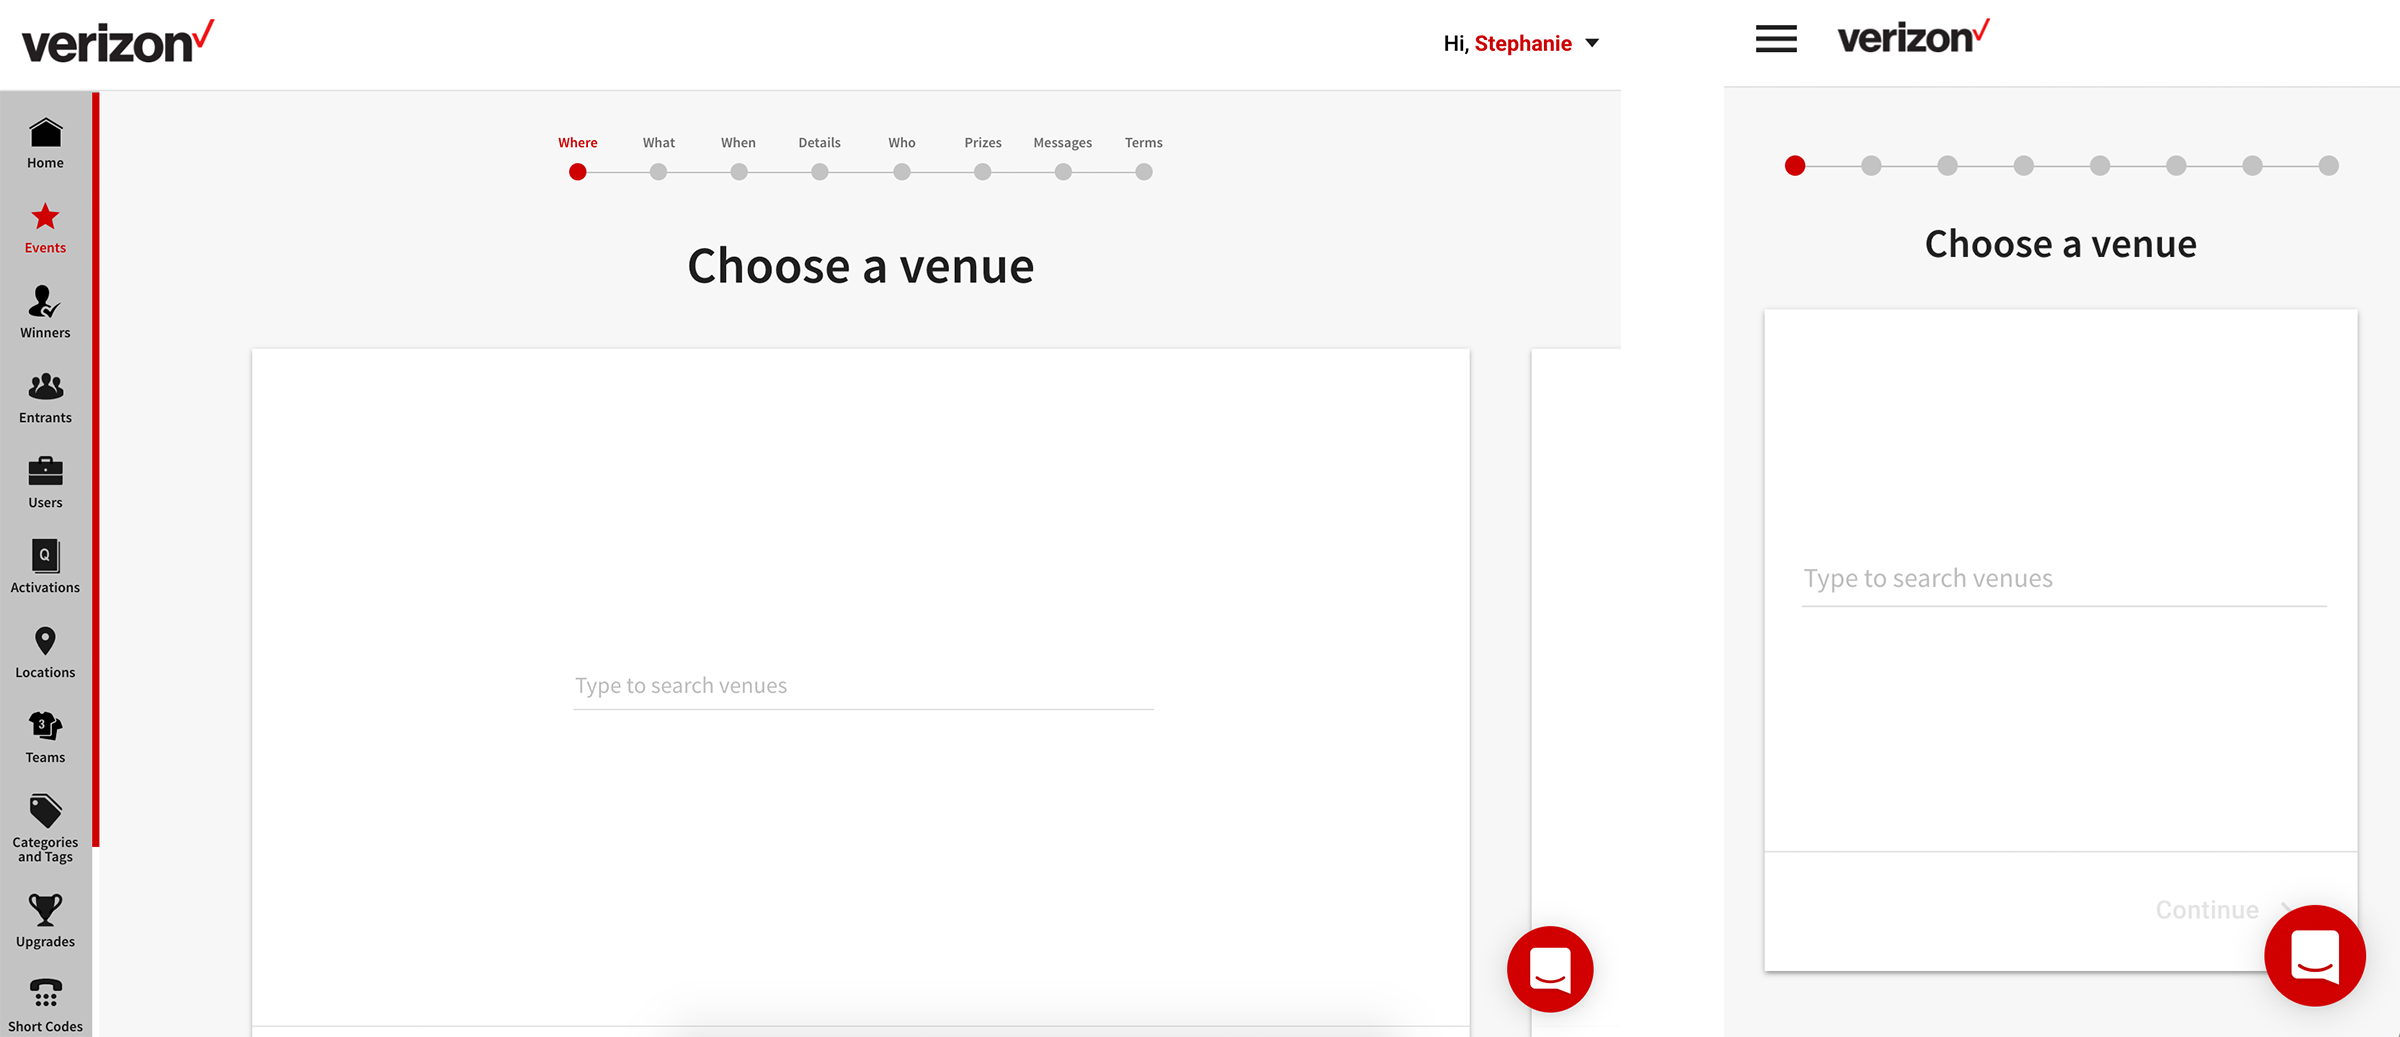 verizon
Hi, Stephanie
Home
Events
Winners
Entrants
Users
Q
Activations
Locations
3
Teams
Categories
and Tags
Upgrades
Short Codes
Where What When Details Who Prizes Messages Terms
Choose a venue
Type to search venues
verizon
Choose a venue
Type to search venues
Continue